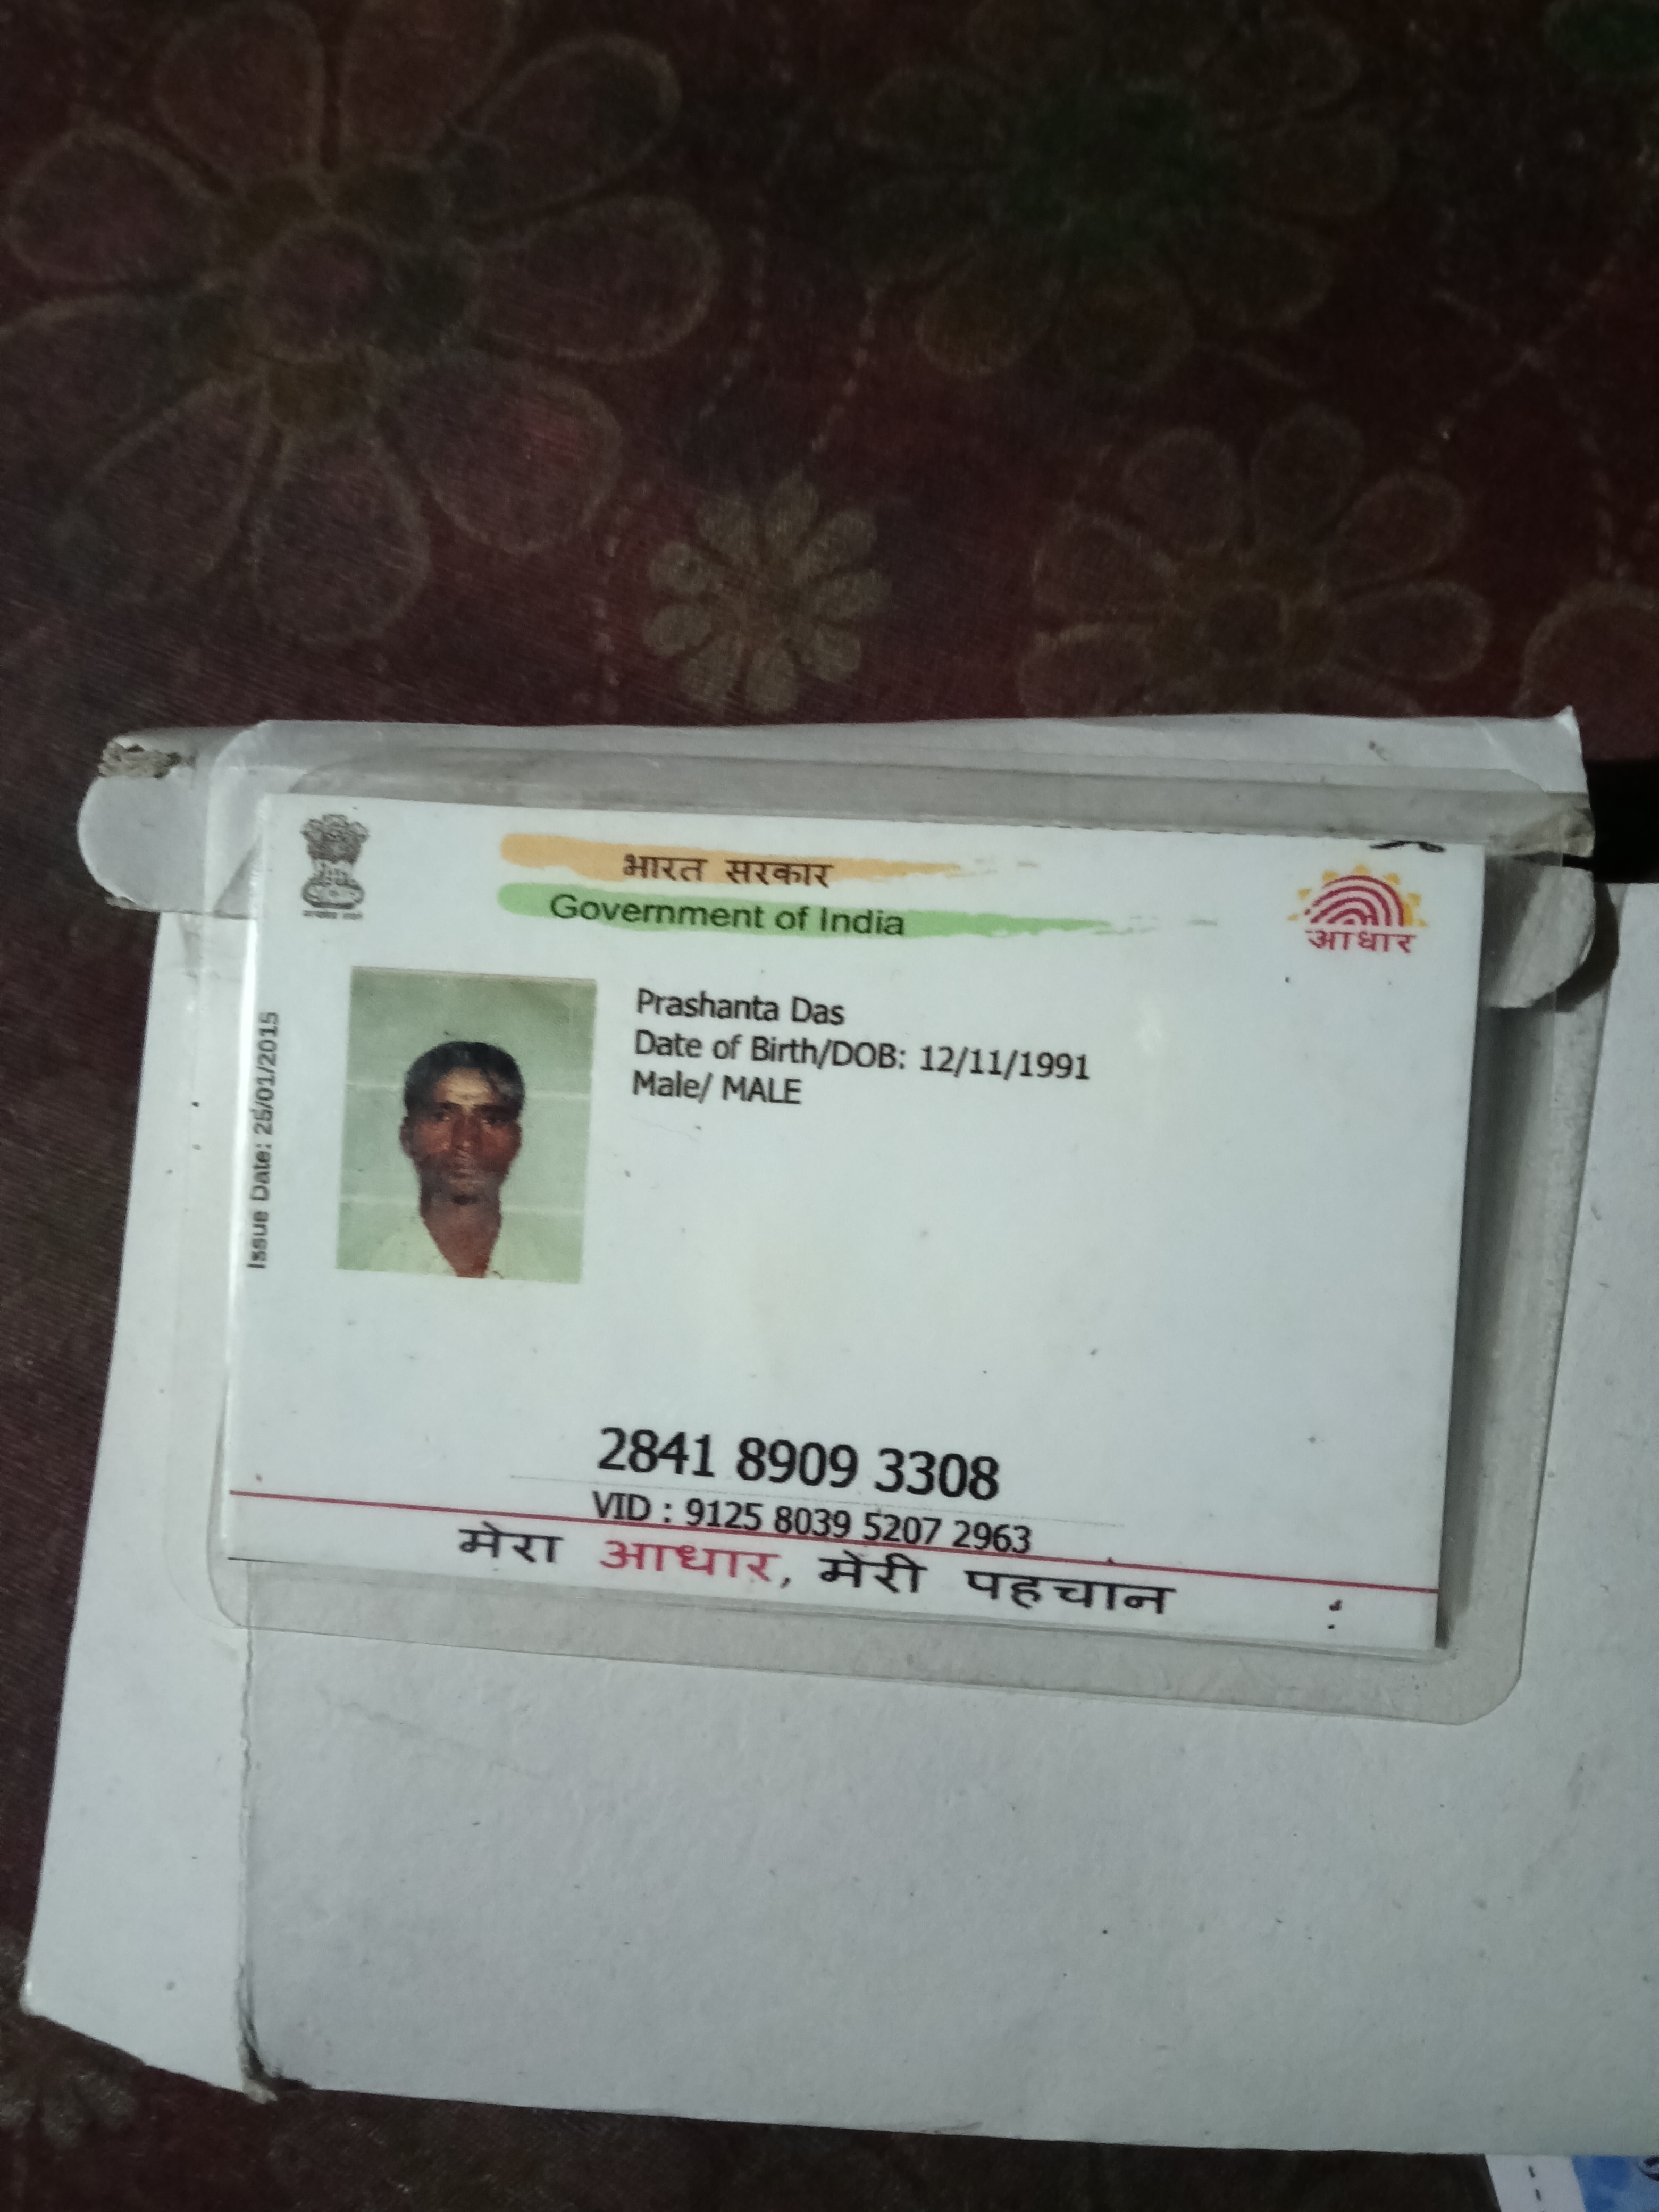 भारत सरकार
Government of India
आधार
Issue Date: 25/01/2015
Prashanta Das
Date of Birth/DOB: 12/11/1991
Male/ MALE
2841 8909 3308
VID : 9125 8039 5207 2963
मेरा आधार, मेरी पहचान